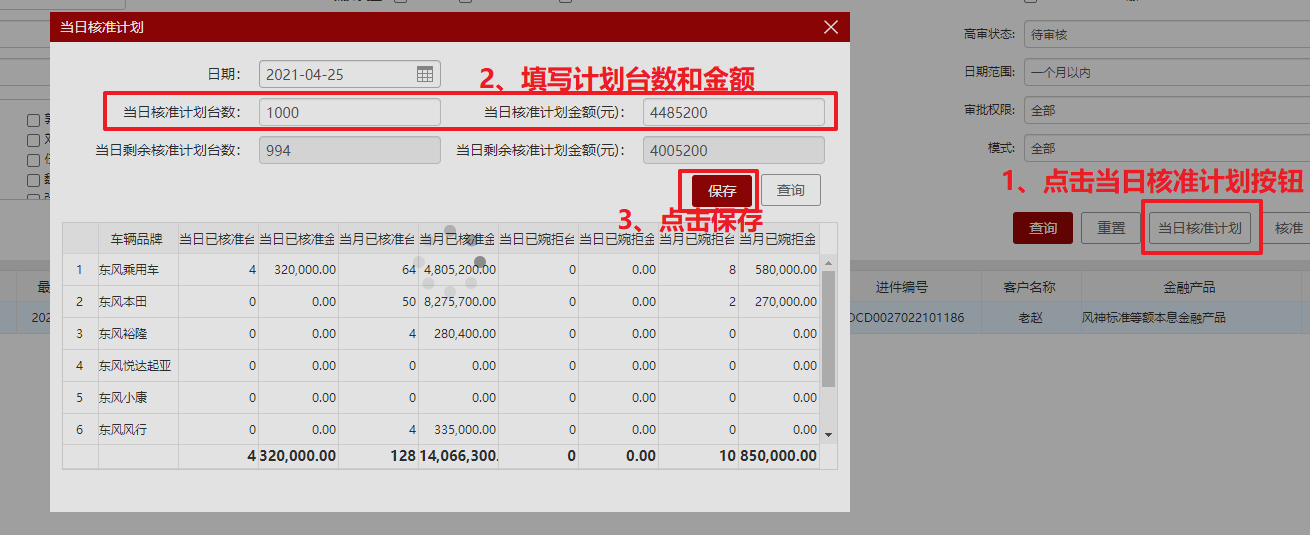 当日核准计划
日期: 2021-04-25
2、填写计划台数和金额
当日核准计划台数: 1000 当日核准计划金额(元): 4485200
当日剩余核准计划台数: 994 当日剩余核准计划金额(元): 4005200
保存 查询
3、点击保存
车辆品牌 当日已核准台 当日已核准金 当月已核准台 当月已核准金 当日已婉拒台 当日已婉拒金 当月已婉拒台 当月已婉拒金
1 东风乘用车 4 320,000.00 64 4,805,200.00 0 0.00 8 580,000.00
2 东风本田 0 0.00 50 8,275,700.00 0 0.00 2 270,000.00
3 东风裕隆 0 0.00 4 280,400.00 0 0.00 0 0.00
4 东风悦达起亚 0 0.00 0 0.00 0 0.00 0 0.00
5 东风小康 0 0.00 0 0.00 0 0.00 0 0.00
6 东风风行 0 0.00 4 335,000.00 0 0.00 0 0.00
4 320,000.00 128 14,066,300. 0 0.00 10 850,000.00
高审状态: 待审核
日期范围: 一个月以内
审批权限: 全部
模式: 全部
1、点击当日核准计划按钮
查询 重置 当日核准计划 核准
最 进件编号 客户名称 金融产品
202 DCD0027022101186 老赵 风神标准等额本息金融产品